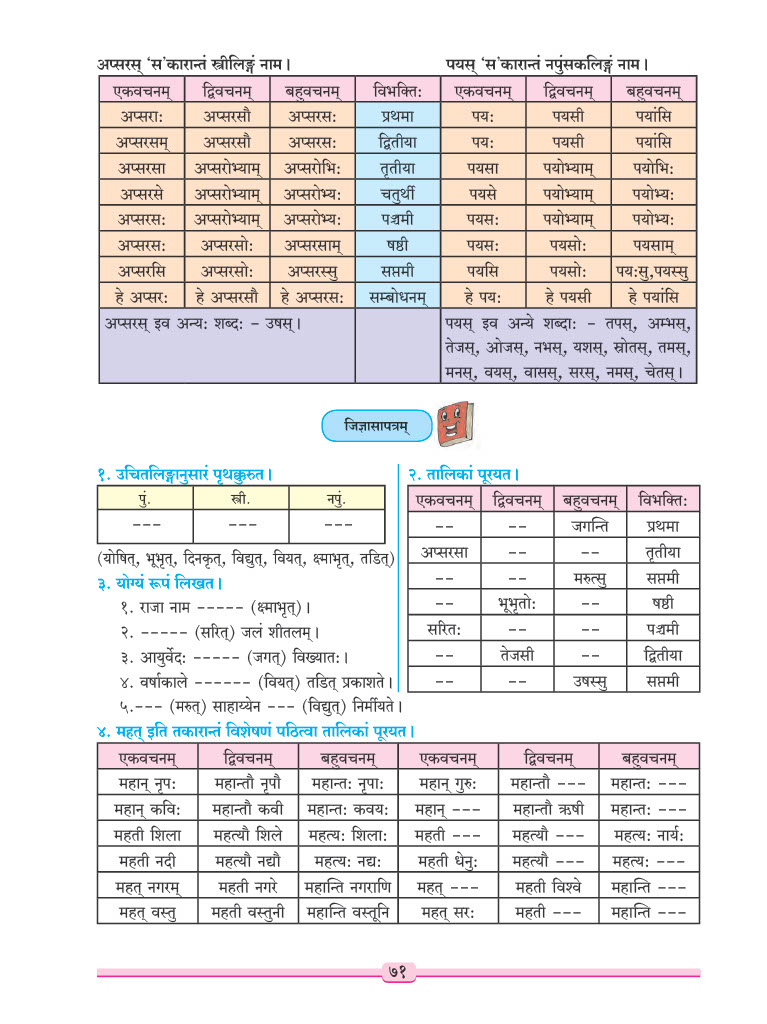 अप्सरस् ‘स’कारान्तं स्त्रीलिङ्गं नाम। पयस् ‘स’कारान्तं नपुंसकलिङ्गं नाम।
एकवचनम् द्विवचनम् बहुवचनम् विभक्ति: एकवचनम् द्विवचनम् बहुवचनम्
अप्सरा: अप्सरसौ अप्सरस: प्रथमा पय: पयसी पयांसि
अप्सरसम् अप्सरसौ अप्सरस: द्वितीया पय: पयसी पयांसि
अप्सरसा अप्सरोभ्याम् अप्सरोभि: तृतीया पयसा पयोभ्याम् पयोभि:
अप्सरसे अप्सरोभ्याम् अप्सरोभ्य: चतुर्थी पयसे पयोभ्याम् पयोभ्य:
अप्सरस: अप्सरोभ्याम् अप्सरोभ्य: पञ्चमी पयस: पयोभ्याम् पयोभ्य:
अप्सरस: अप्सरसो: अप्सरसाम् षष्ठी पयस: पयसो: पयसाम्
अप्सरसि अप्सरसो: अप्सरस्सु सप्तमी पयसि पयसो: पय:सु,पयस्सु
हे अप्सर: हे अप्सरसौ हे अप्सरस: सम्बोधनम् हे पय: हे पयसी हे पयांसि
अप्सरस् इव अन्य: शब्द: – उषस्। पयस् इव अन्ये शब्दा: – तपस्, अम्भस्,
तेजस्, ओजस्, नभस्, यशस्, स्रोतस्, तमस्,
मनस्, वयस्, वासस्, सरस्, नमस्, चेतस्।
जिज्ञासापत्रम्
१. उचितलिङ्गानुसारं पृथक्कुरुत।
पुं. स्त्री. नपुं.
--- --- ---
(योषित्, भूभृत्, दिनकृत्, विद्युत्, वियत्, क्ष्माभृत्, तडित्)
३. योग्यं रूपं लिखत।
१. राजा नाम ----- (क्ष्माभृत्)।
२. ----- (सरित्) जलं शीतलम्।
३. आयुर्वेद: ----- (जगत्) विख्यात:।
४. वर्षाकाले ------ (वियत्) तडित् प्रकाशते।
५.--- (मरुत्) साहाय्येन --- (विद्युत्) निर्मीयते।
२. तालिकां पूरयत।
एकवचनम् द्विवचनम् बहुवचनम् विभक्ति:
-- -- जगन्ति प्रथमा
अप्सरसा -- -- तृतीया
-- -- मरुत्सु सप्तमी
-- भूभृतो: -- षष्ठी
सरित: -- -- पञ्चमी
-- तेजसी -- द्वितीया
-- -- उषस्सु सप्तमी
४. महत् इति तकारान्तं विशेषणं पठित्वा तालिकां पूरयत।
एकवचनम् द्विवचनम् बहुवचनम् एकवचनम् द्विवचनम् बहुवचनम्
महान् नृप: महान्तौ नृपौ महान्त: नृपा: महान् गुरु: महान्तौ --- महान्त: ---
महान् कवि: महान्तौ कवी महान्त: कवय: महान् --- महान्तौ ऋषी महान्त: ---
महती शिला महत्यौ शिले महत्य: शिला: महती --- महत्यौ --- महत्य: नार्य:
महती नदी महत्यौ नद्यौ महत्य: नद्य: महती धेनु: महत्यौ --- महत्य: ---
महत् नगरम् महती नगरे महान्ति नगराणि महत् --- महती विश्वे महान्ति ---
महत् वस्तु महती वस्तुनी महान्ति वस्तूनि महत् सर: महती --- महान्ति ---
७१